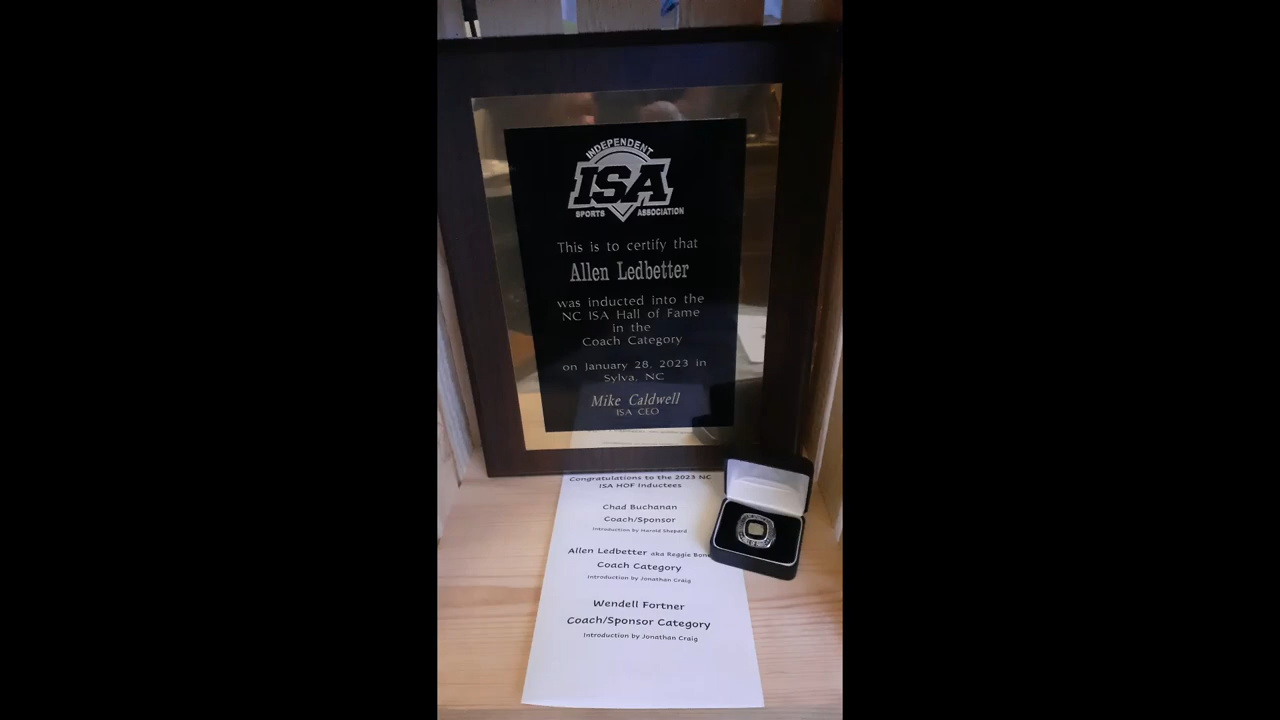 INDEPENDENT
ISA
SPORTS ASSOCIATION
This is to certify that
Allen Ledbetter
was inducted into the
NC ISA Hall of Fame
in the
Coach Category
on January 28, 2023 in
Sylva, NC
Mike Caldwell
ISA CEO
Congratulations to the 2023 NC
ISA HOF Inductees
Chad Buchanan
Coach/Sponsor
Introduction by Harold Shepard
Allen Ledbetter aka Reggie Bone
Coach Category
Introduction by Jonathan Craig
Wendell Fortner
Coach/Sponsor Category
Introduction by Jonathan Craig